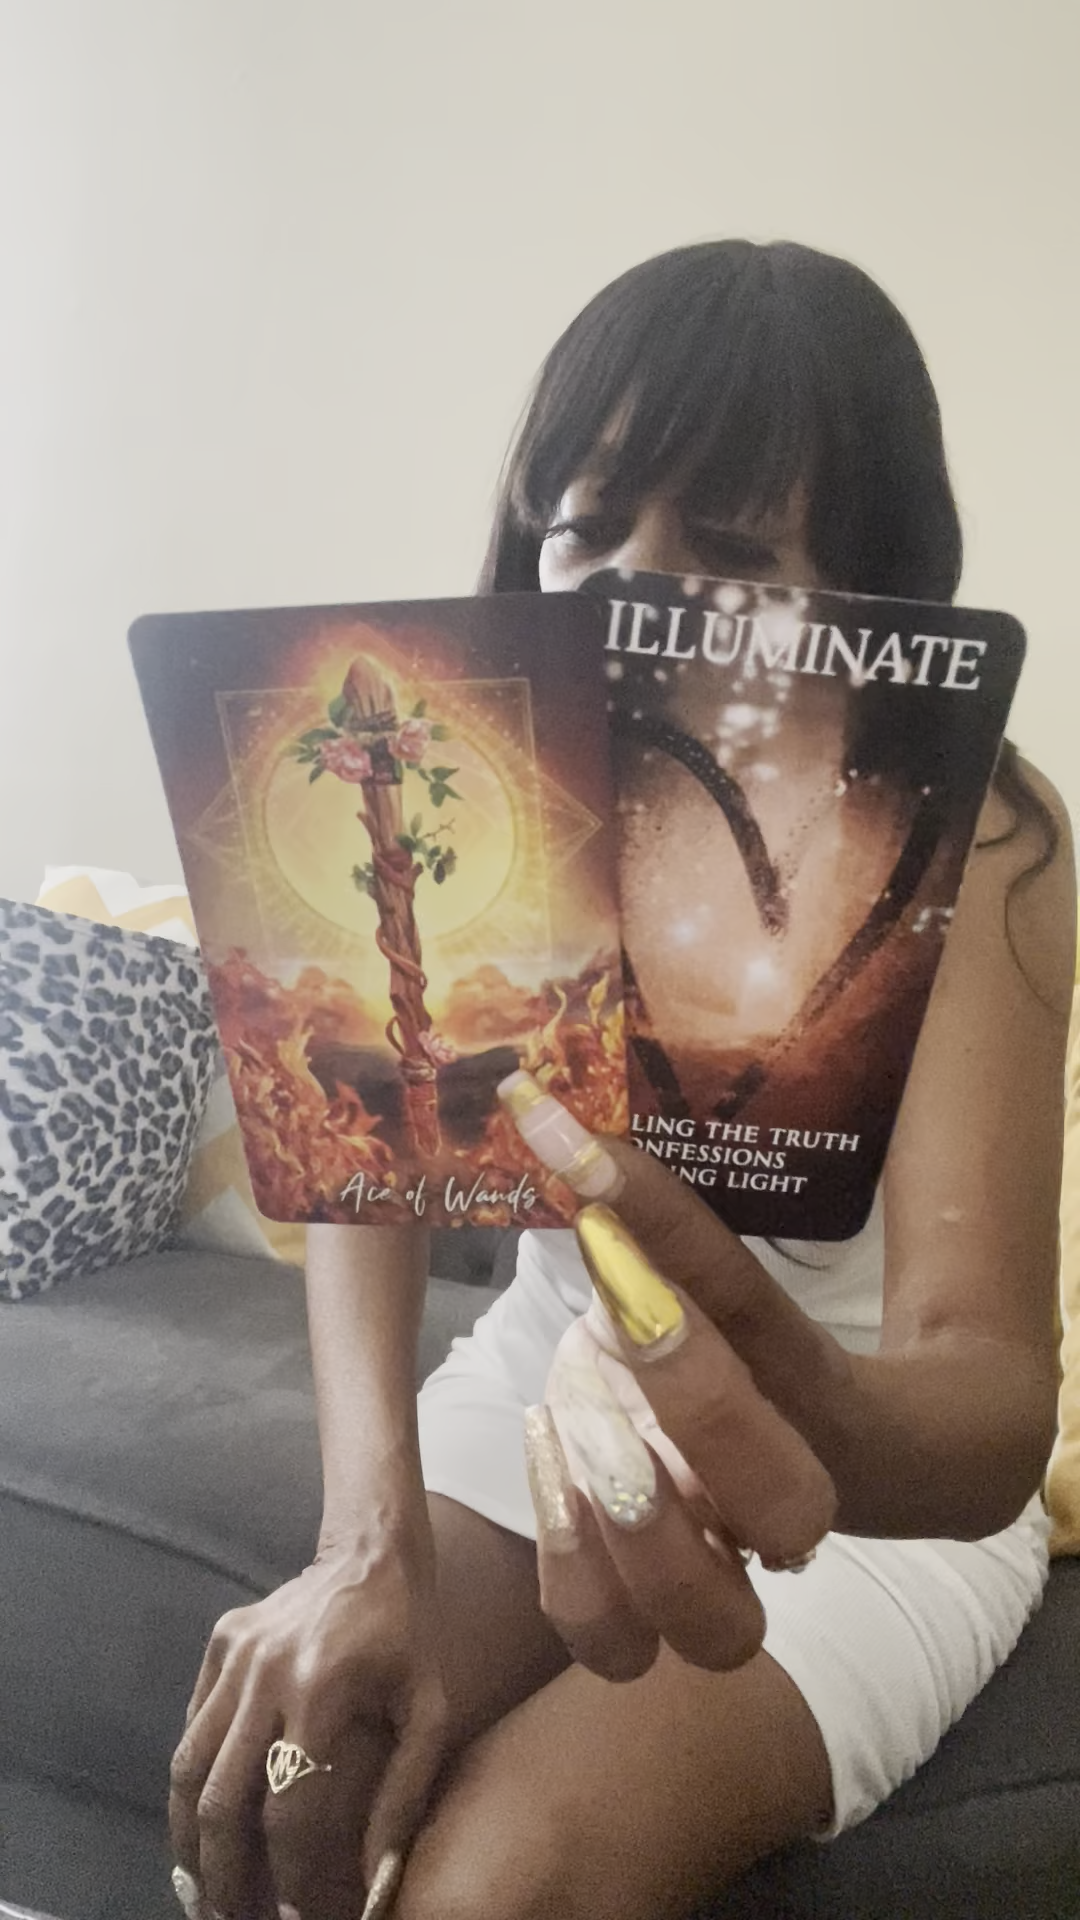 ILLUMINATE
LING THE TRUTH
ONFESSIONS
NG LIGHT
Ace of Wands